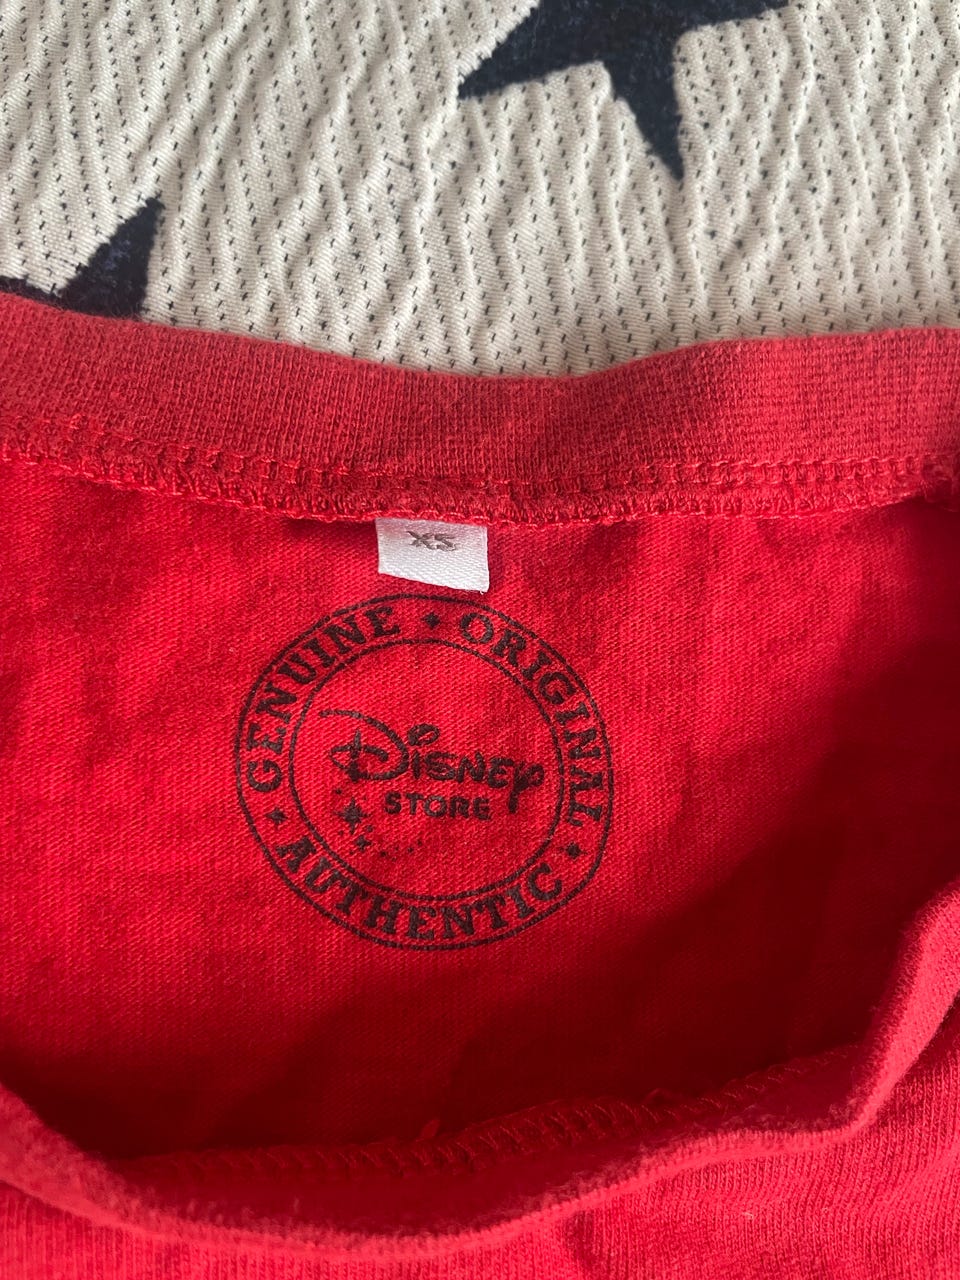 XS
GENUINE • ORIGINAL • AUTHENTIC •
Disney
STORE